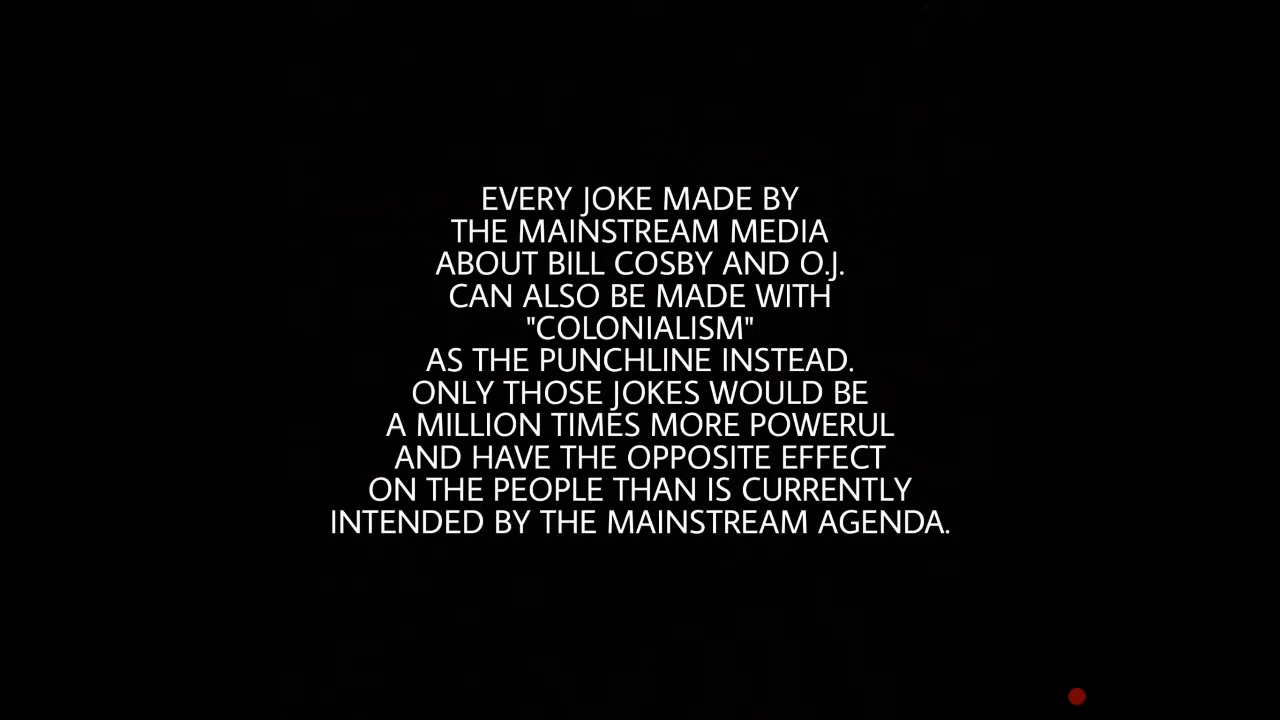 EVERY JOKE MADE BY
THE MAINSTREAM MEDIA
ABOUT BILL COSBY AND O.J.
CAN ALSO BE MADE WITH
"COLONIALISM"
AS THE PUNCHLINE INSTEAD.
ONLY THOSE JOKES WOULD BE
A MILLION TIMES MORE POWERUL
AND HAVE THE OPPOSITE EFFECT
ON THE PEOPLE THAN IS CURRENTLY
INTENDED BY THE MAINSTREAM AGENDA.